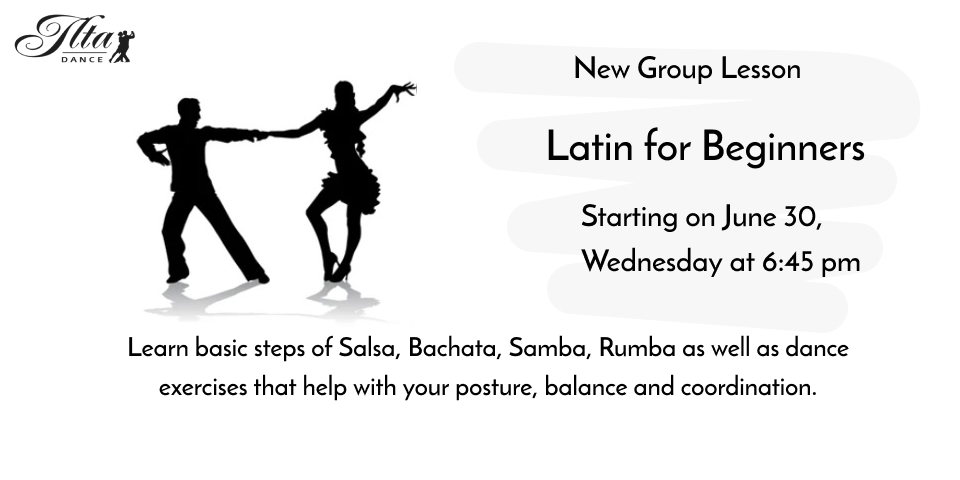 Ilta
DANCE
New Group Lesson
Latin for Beginners
Starting on June 30,
Wednesday at 6:45 pm
Learn basic steps of Salsa, Bachata, Samba, Rumba as well as dance
exercises that help with your posture, balance and coordination.